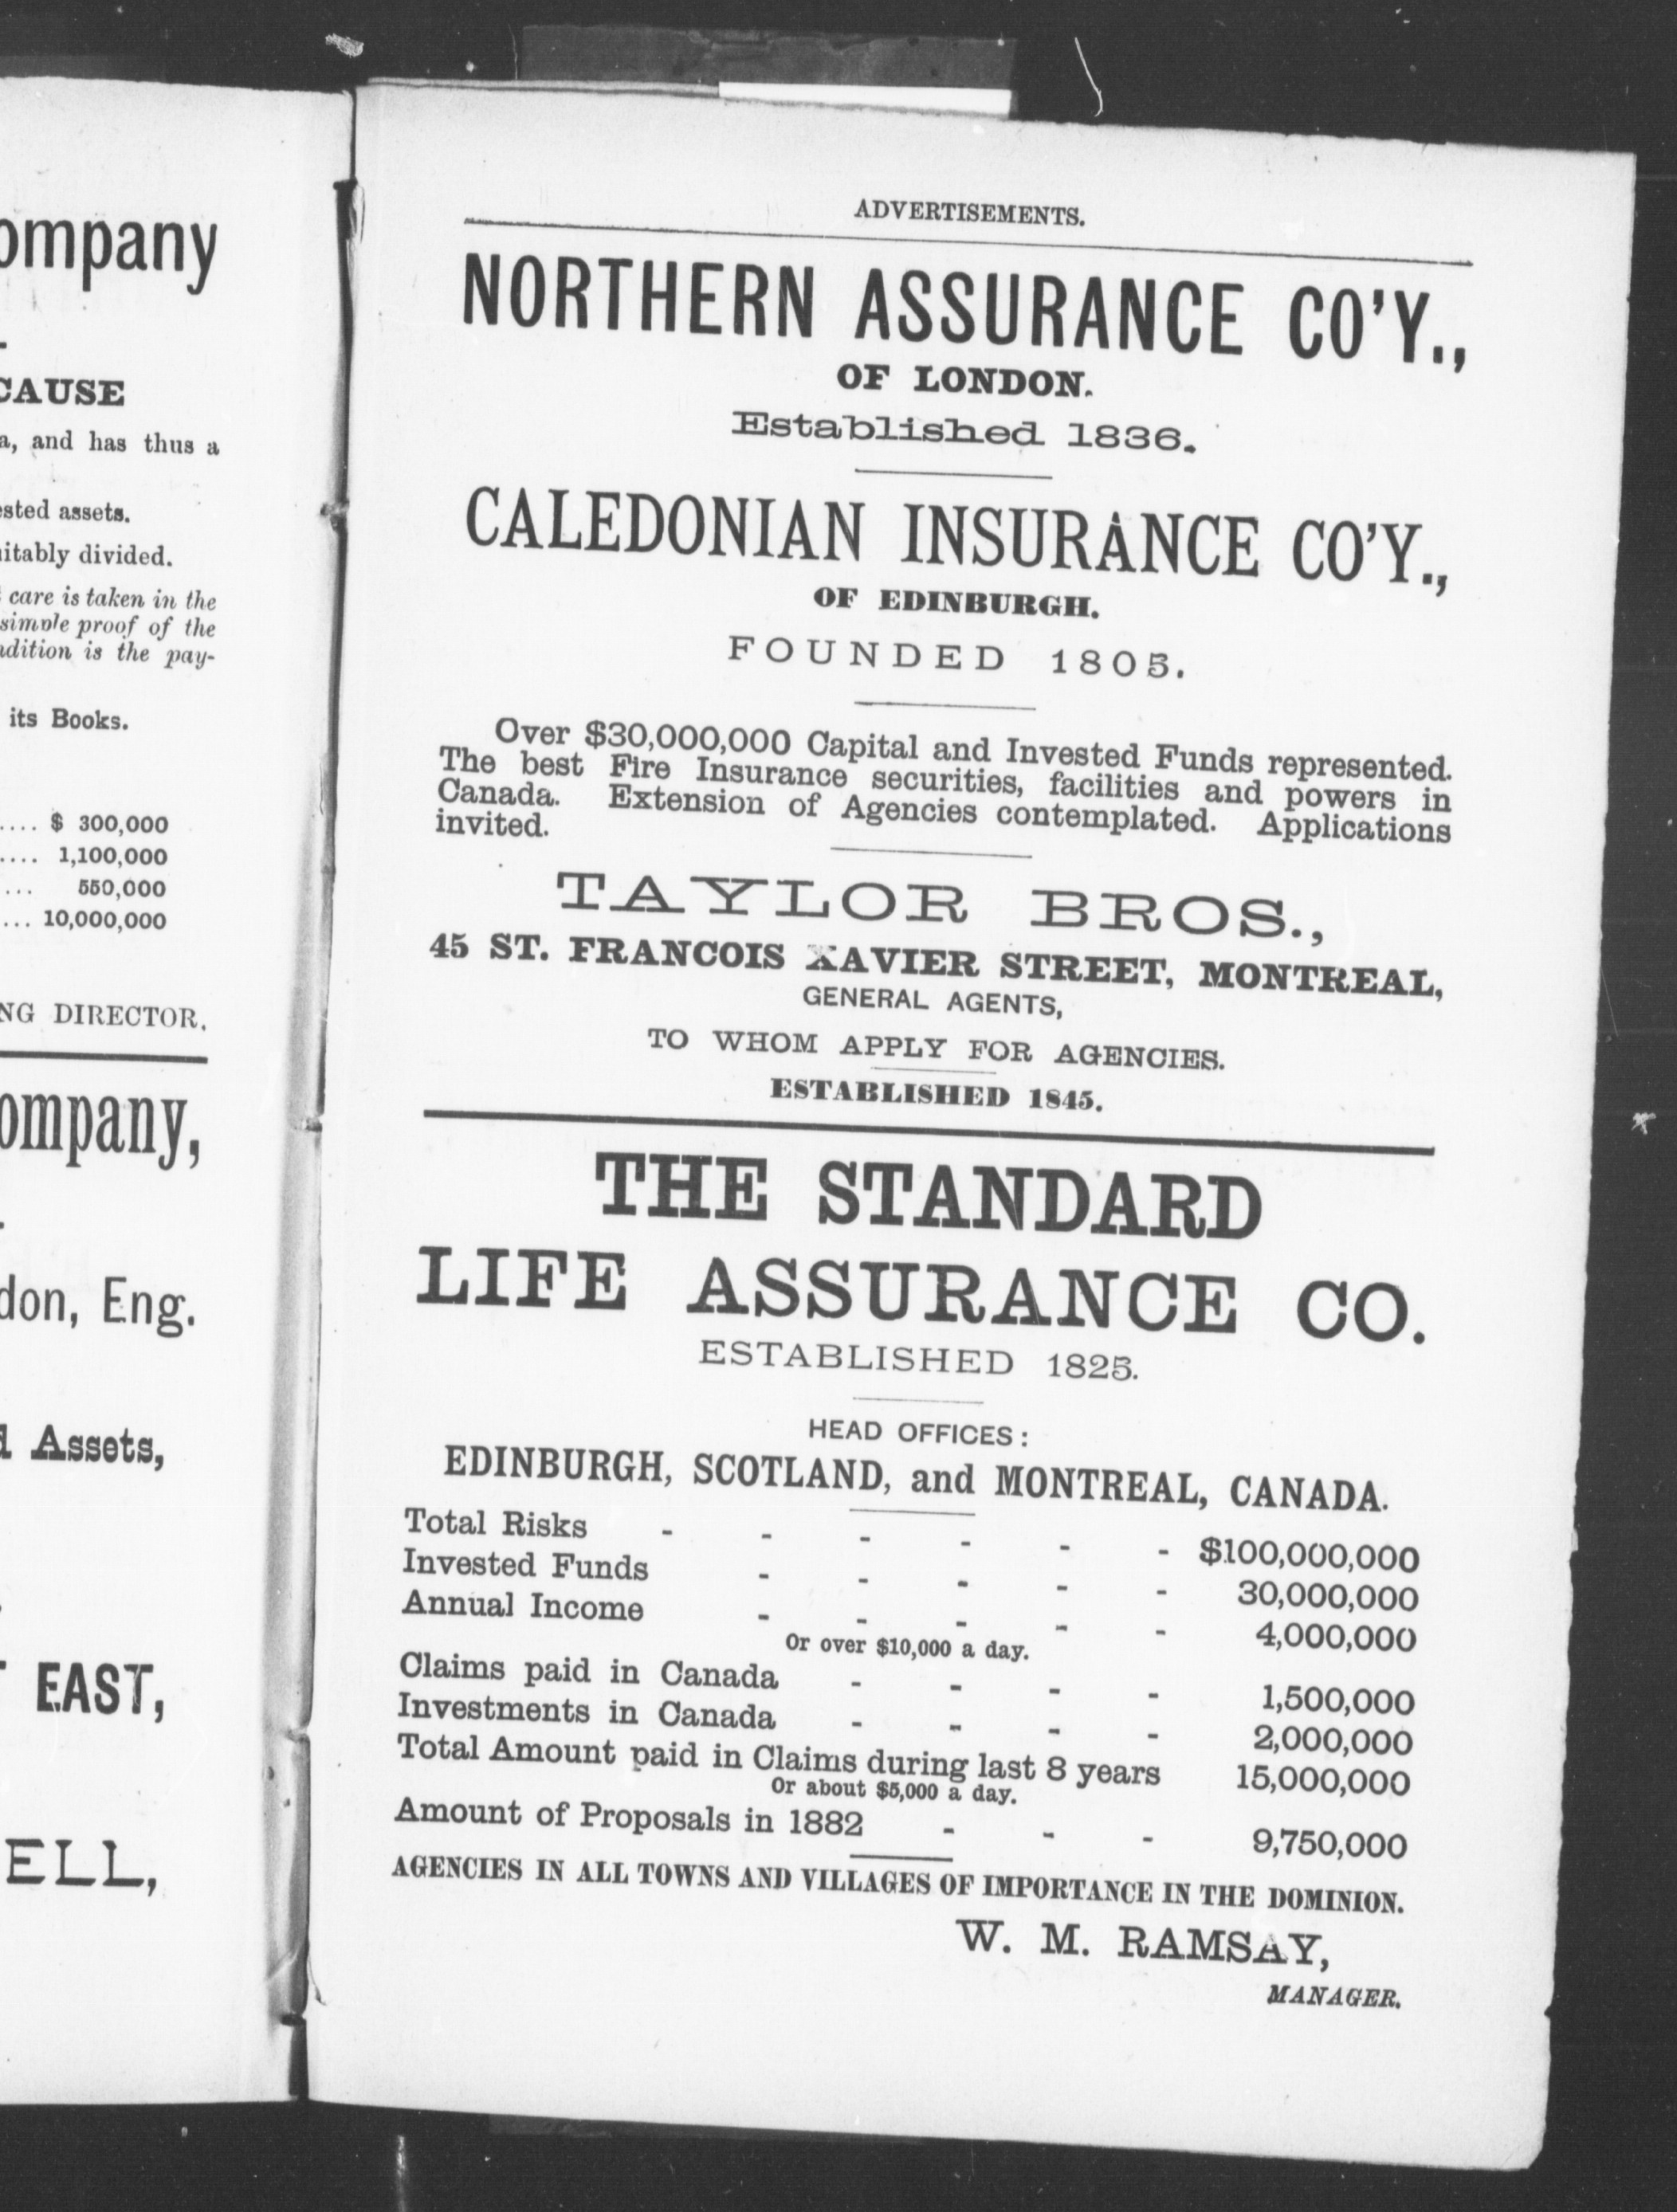 ompany
CAUSE
a, and has thus a
ested assets.
uitably divided.
care is taken in the
simple proof of the
ndition is the pay-
its Books.
.... $ 300,000
.... 1,100,000
... 550,000
... 10,000,000
NG DIRECTOR.
ompany,
don, Eng.
d Assets,
EAST,
ELL,
ADVERTISEMENTS.
NORTHERN ASSURANCE CO'Y.,
OF LONDON.
Established 1836.
CALEDONIAN INSURANCE CO'Y.,
OF EDINBURGH.
FOUNDED 1805.
Over $30,000,000 Capital and Invested Funds represented.
The best Fire Insurance securities, facilities and powers in
Canada. Extension of Agencies contemplated. Applications
invited.
TAYLOR BROS.,
45 ST. FRANCOIS XAVIER STREET, MONTREAL,
GENERAL AGENTS,
TO WHOM APPLY FOR AGENCIES.
ESTABLISHED 1845.
THE STANDARD
LIFE ASSURANCE CO.
ESTABLISHED 1825.
HEAD OFFICES:
EDINBURGH, SCOTLAND, and MONTREAL, CANADA.
Total Risks - - - - - - $100,000,000
Invested Funds - - - - - 30,000,000
Annual Income - - - - - 4,000,000
Or over $10,000 a day.
Claims paid in Canada - - - - 1,500,000
Investments in Canada - - - - 2,000,000
Total Amount paid in Claims during last 8 years 15,000,000
Or about $5,000 a day.
Amount of Proposals in 1882 - - - 9,750,000
AGENCIES IN ALL TOWNS AND VILLAGES OF IMPORTANCE IN THE DOMINION.
W. M. RAMSAY,
MANAGER.